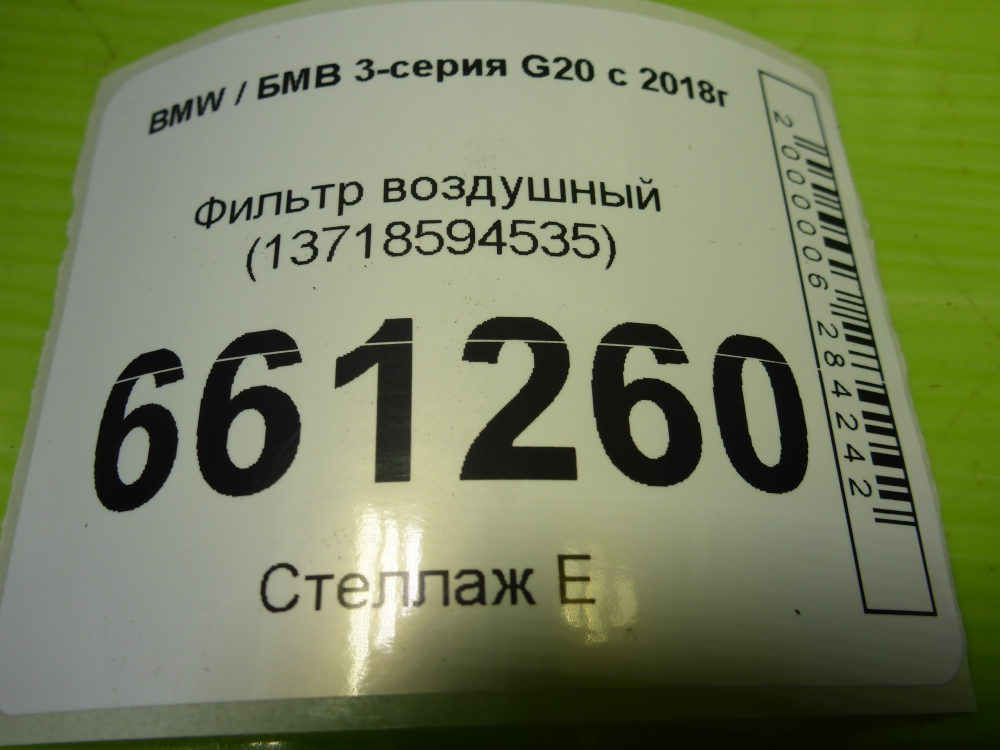 BMW / БМВ 3-серия G20 с 2018г
Фильтр воздушный
(13718594535)
661260
Стеллаж Е
2000006284242